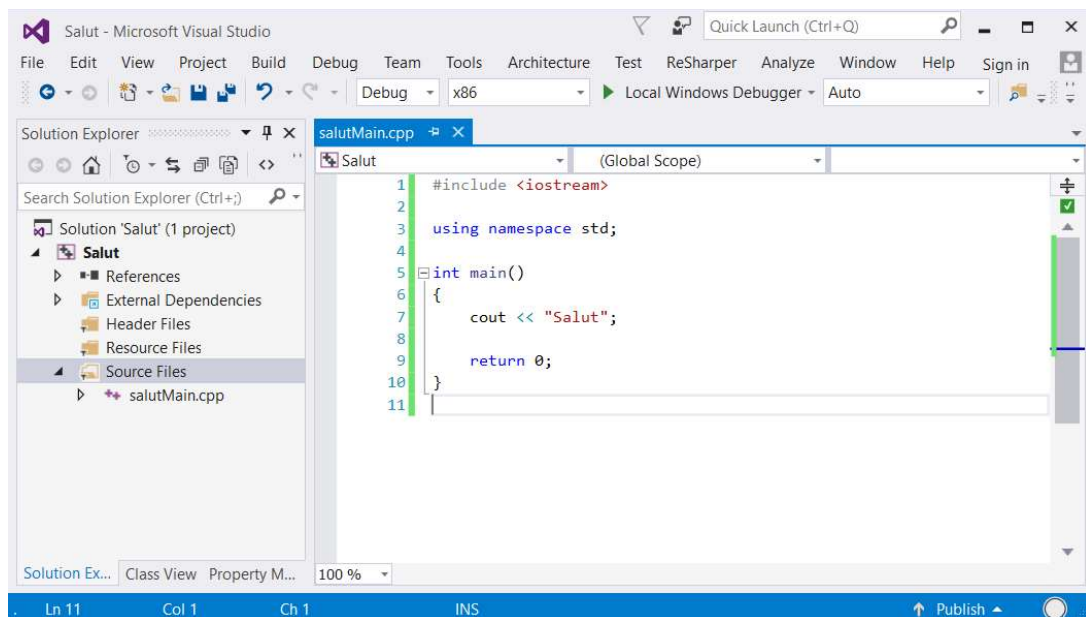 Salut - Microsoft Visual Studio
Quick Launch (Ctrl+Q)
File Edit View Project Build Debug Team Tools Architecture Test ReSharper Analyze Window Help Sign in
Debug x86 Local Windows Debugger Auto
Solution Explorer
Search Solution Explorer (Ctrl+;)
Solution 'Salut' (1 project)
Salut
References
External Dependencies
Header Files
Resource Files
Source Files
++ salutMain.cpp
Solution Ex... Class View Property M...
salutMain.cpp
Salut (Global Scope)
1 #include <iostream>
2
3 using namespace std;
4
5 int main()
6 {
7 cout << "Salut";
8
9 return 0;
10 }
11
100 %
Ln 11 Col 1 Ch 1 INS Publish